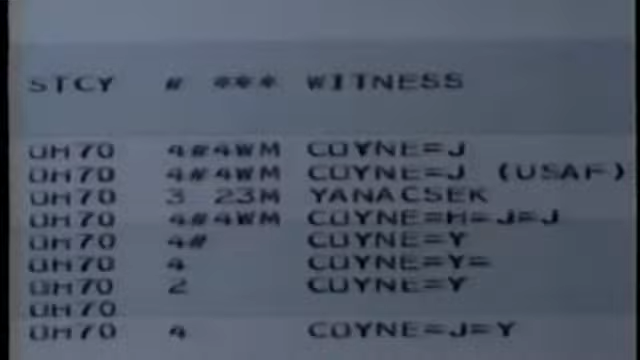 STCY # *** WITNESS
OH70 4#4WM COYNE=J
OH70 4#4WM COYNE=J (USAF)
OH70 3 23M YANACSEK
OH70 4#4WM COYNE=H=J=J
OH70 4# COYNE=Y
OH70 4 COYNE=Y=
OH70 2 COYNE=Y
OH70
OH70 4 COYNE=J=Y